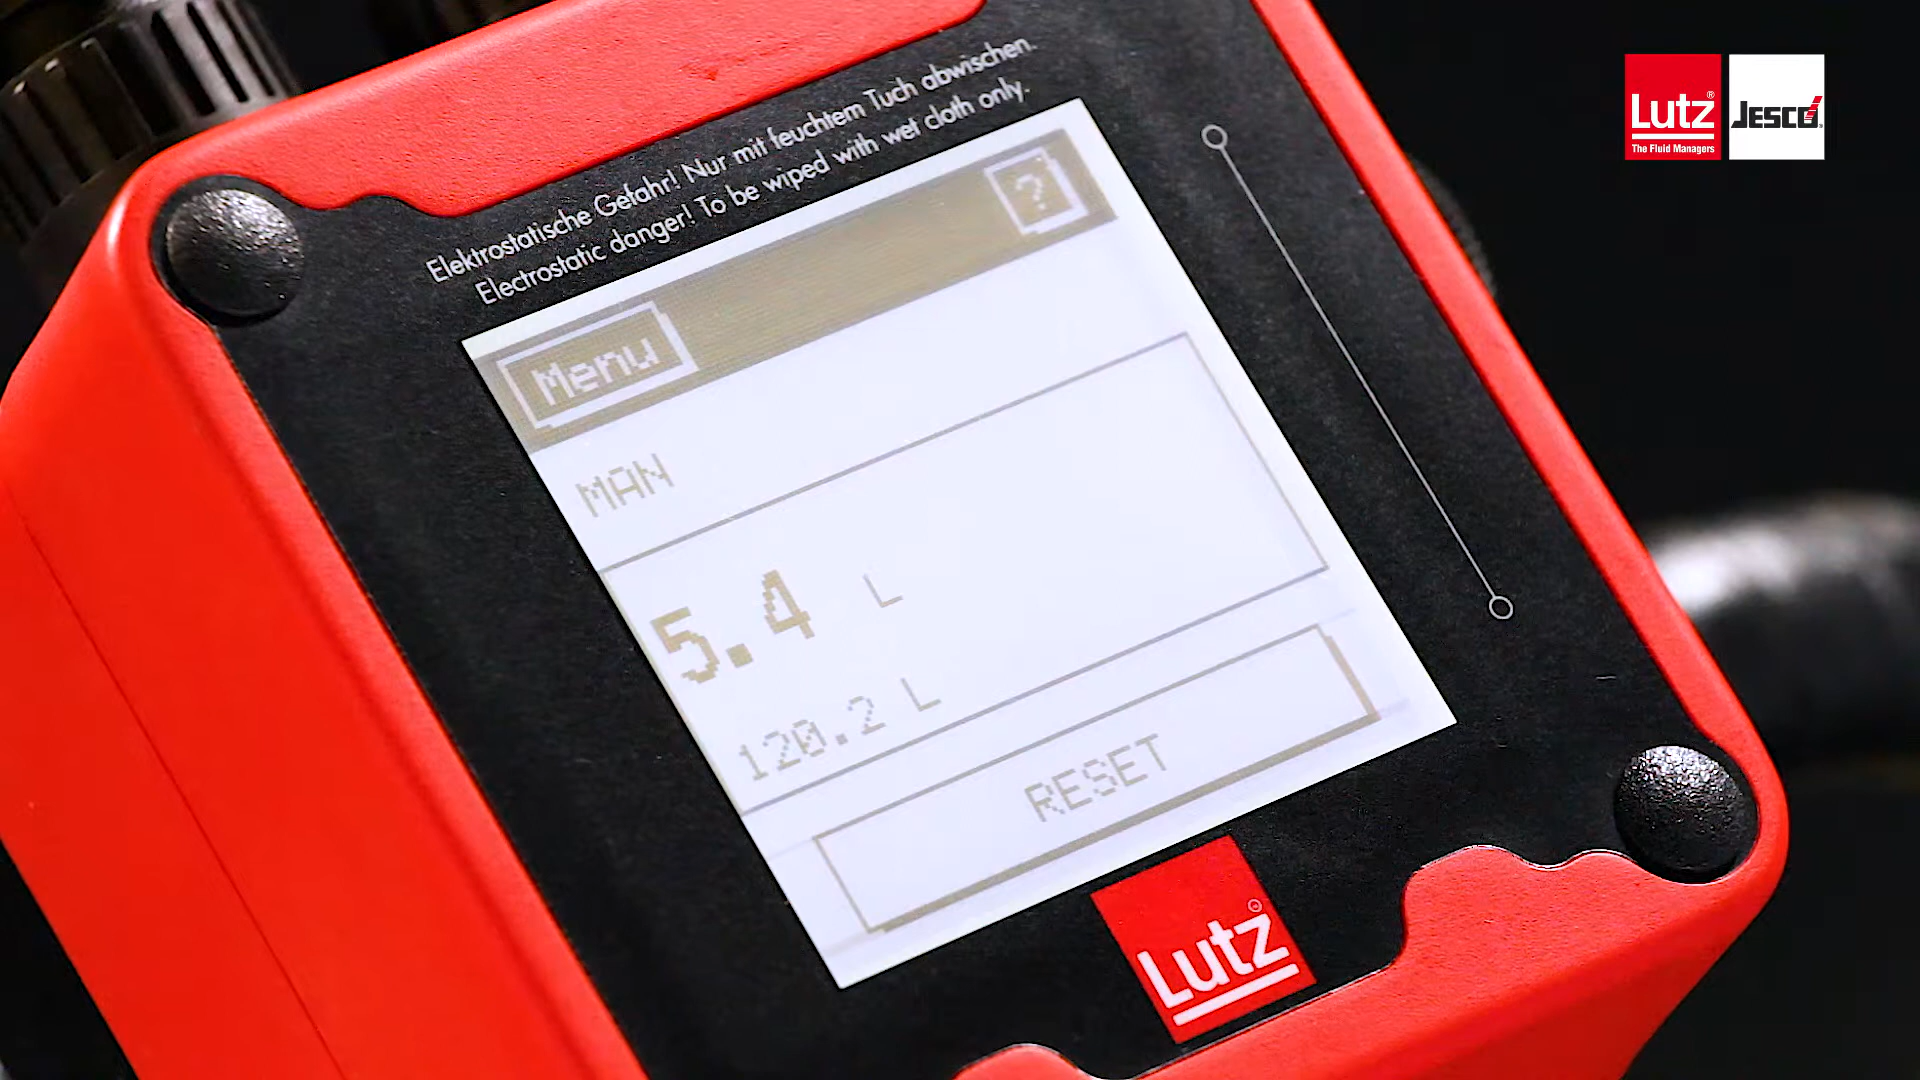 Lutz®
The Fluid Managers
JESCO®
Elektrostatische Gefahr! Nur mit feuchtem Tuch abwischen.
Electrostatic danger! To be wiped with wet cloth only.
Menu ?
MAN
5.4 L
120.2 L
RESET
Lutz